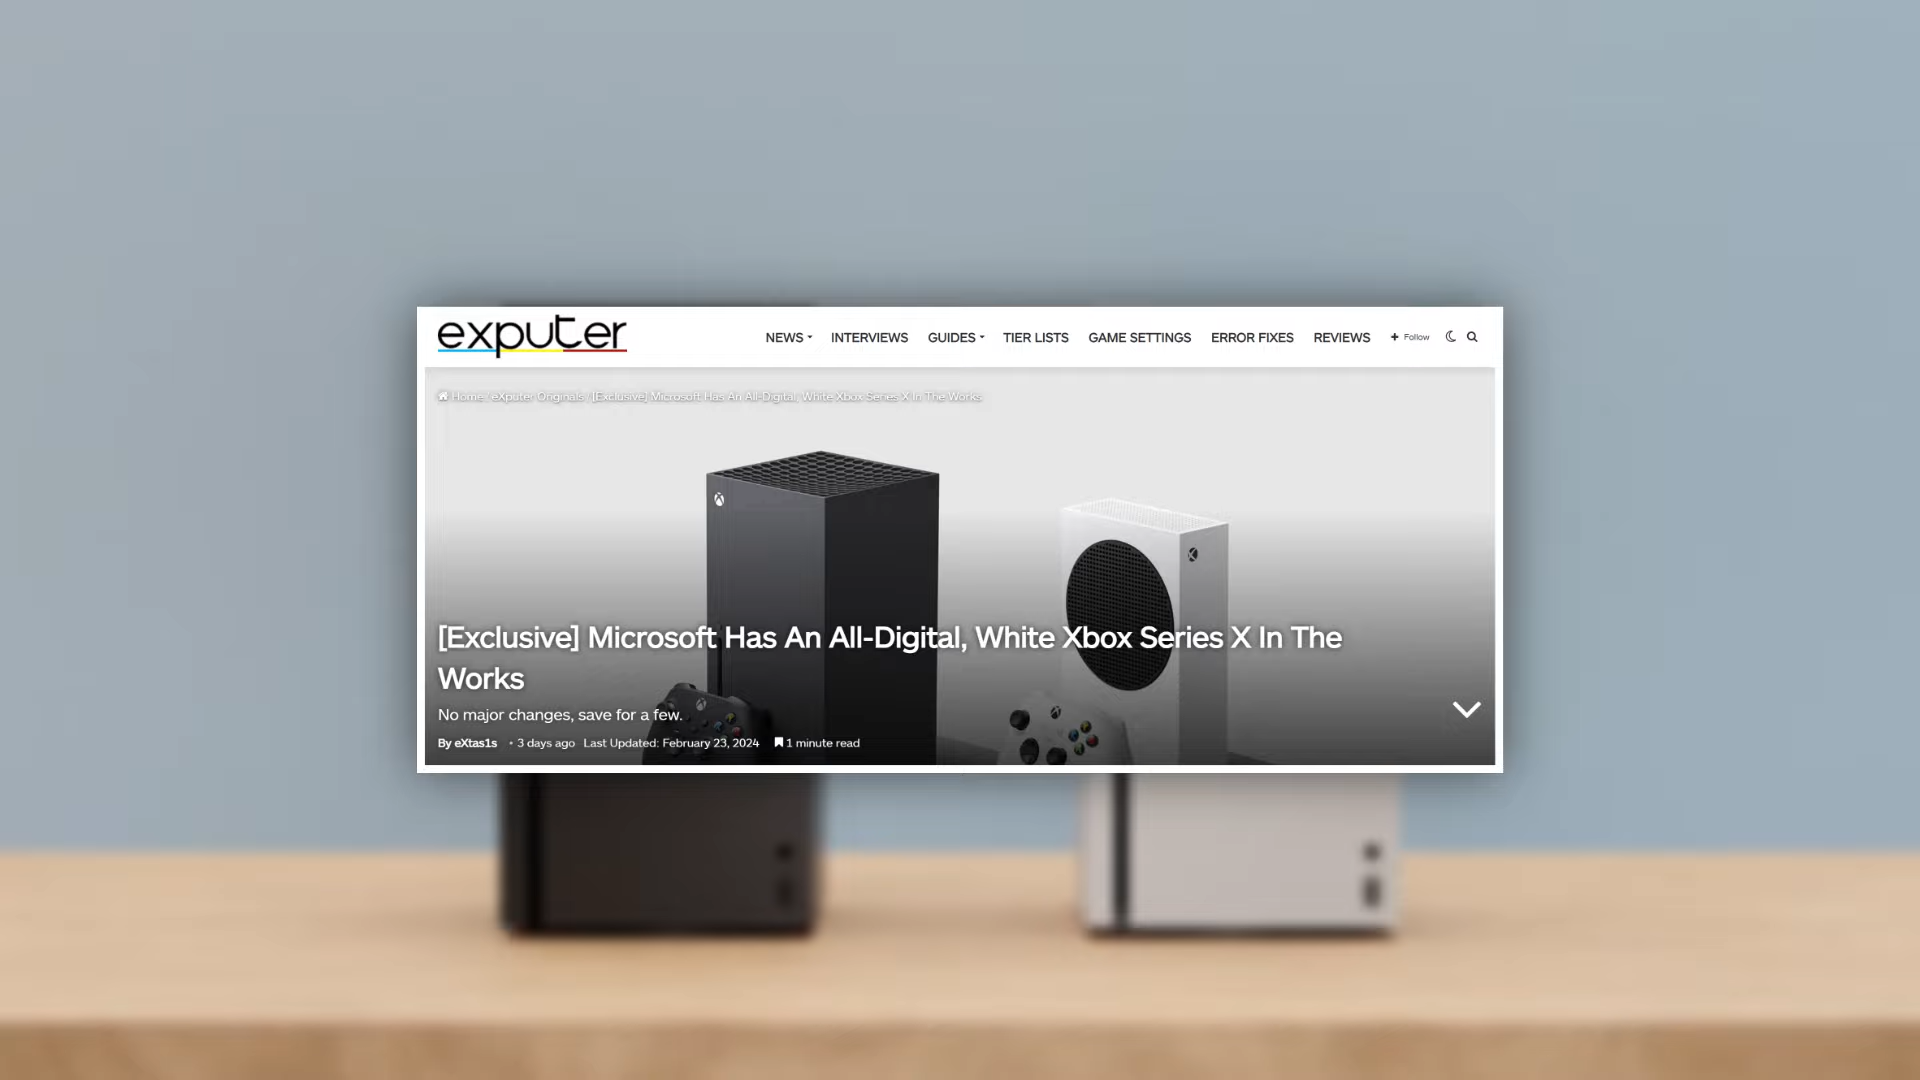 exputer
NEWS INTERVIEWS GUIDES TIER LISTS GAME SETTINGS ERROR FIXES REVIEWS + Follow
Home / eXputer Originals / [Exclusive] Microsoft Has An All-Digital, White Xbox Series X In The Works
[Exclusive] Microsoft Has An All-Digital, White Xbox Series X In The
Works
No major changes, save for a few.
By eXtas1s • 3 days ago Last Updated: February 23, 2024 1 minute read